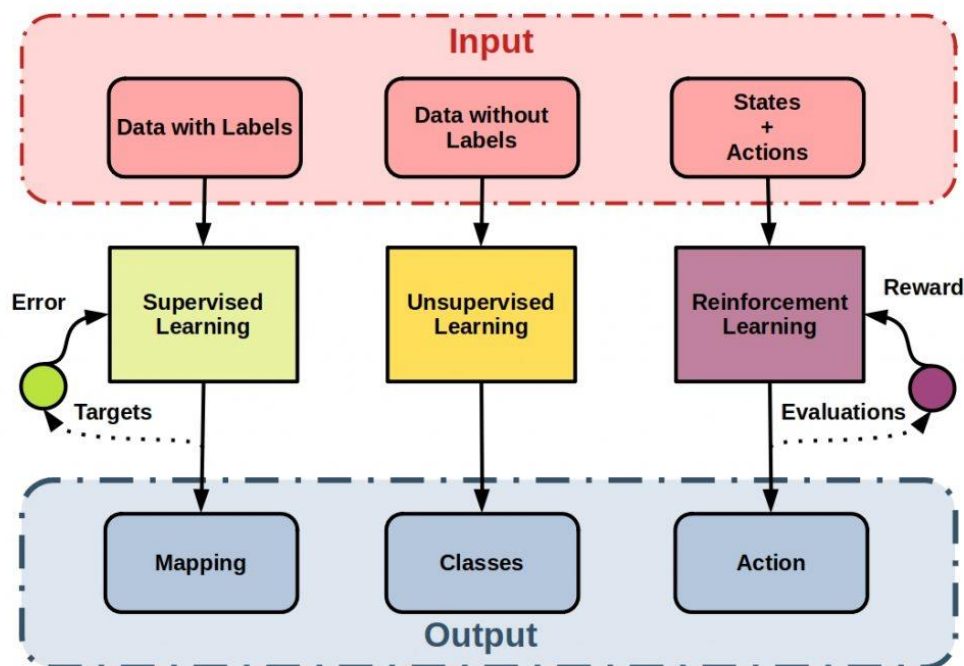 Input
Data with Labels
Data without
Labels
States
+
Actions
Error
Supervised
Learning
Unsupervised
Learning
Reinforcement
Learning
Reward
Targets
Evaluations
Mapping
Classes
Action
Output